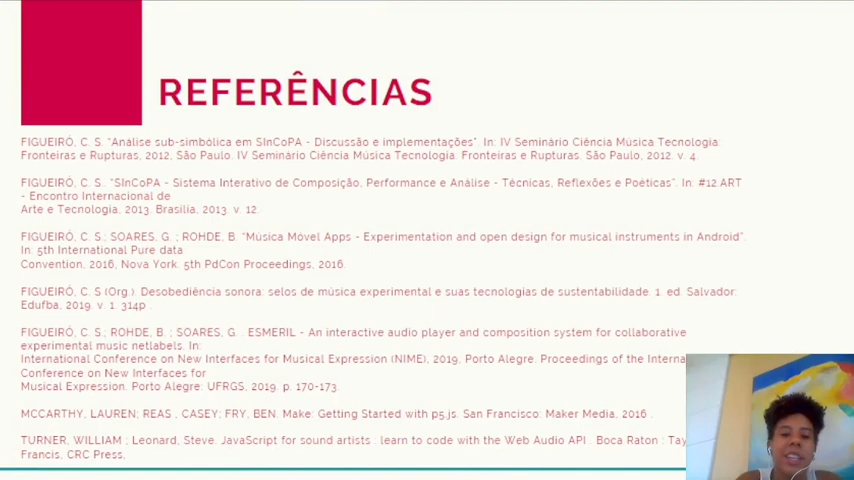 REFERÊNCIAS
FIGUEIRÓ, C. S. "Análise sub-simbólica em SInCoPA - Discussão e implementações". In: IV Seminário Ciência Música Tecnologia:
Fronteiras e Rupturas, 2012, São Paulo. IV Seminário Ciência Música Tecnologia: Fronteiras e Rupturas. São Paulo, 2012. v. 4.
FIGUEIRÓ, C. S.. "SInCoPA - Sistema Interativo de Composição, Performance e Análise - Técnicas, Reflexões e Poéticas". In: #12.ART
- Encontro Internacional de
Arte e Tecnologia, 2013. Brasília, 2013. v. 12.
FIGUEIRÓ, C. S.; SOARES, G. ; ROHDE, B. "Música Móvel Apps - Experimentation and open design for musical instruments in Android".
In: 5th International Pure data
Convention, 2016, Nova York. 5th PdCon Proceedings, 2016.
FIGUEIRÓ, C. S (Org.). Desobediência sonora: selos de música experimental e suas tecnologias de sustentabilidade. 1. ed. Salvador:
Edufba, 2019. v. 1. 314p .
FIGUEIRÓ, C. S.; ROHDE, B. ; SOARES, G. ESMERIL - An interactive audio player and composition system for collaborative
experimental music netlabels. In:
International Conference on New Interfaces for Musical Expression (NIME), 2019, Porto Alegre. Proceedings of the Interna
Conference on New Interfaces for
Musical Expression. Porto Alegre: UFRGS, 2019. p. 170-173.
MCCARTHY, LAUREN; REAS , CASEY; FRY, BEN. Make: Getting Started with p5.js. San Francisco: Maker Media, 2016 .
TURNER, WILLIAM ; Leonard, Steve. JavaScript for sound artists : learn to code with the Web Audio API . Boca Raton : Tay
Francis, CRC Press,